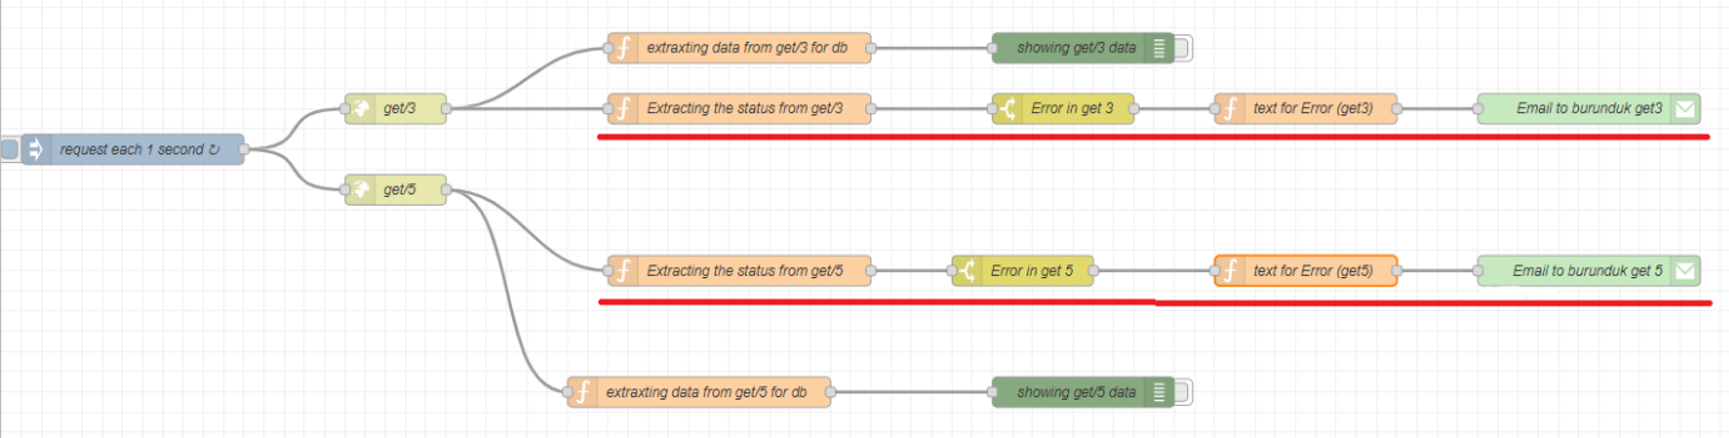 extraxting data from get/3 for db
showing get/3 data
get/3
Extracting the status from get/3
Error in get 3
text for Error (get3)
Email to burunduk get3
request each 1 second ↻
get/5
Extracting the status from get/5
Error in get 5
text for Error (get5)
Email to burunduk get 5
extraxting data from get/5 for db
showing get/5 data